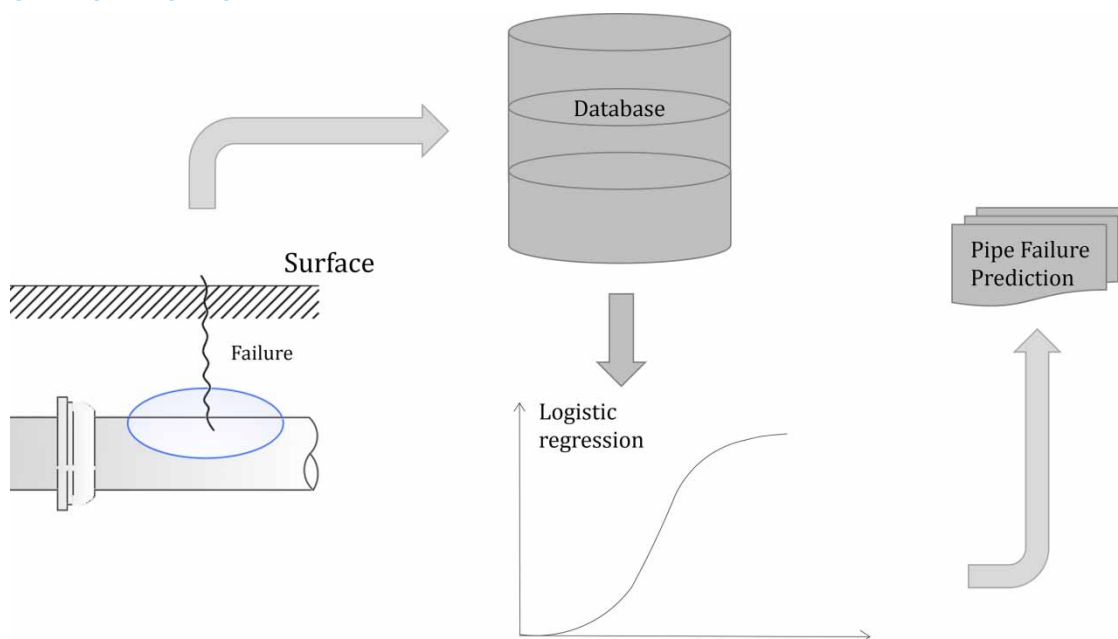 Database
Surface
Failure
Logistic
regression
Pipe Failure
Prediction